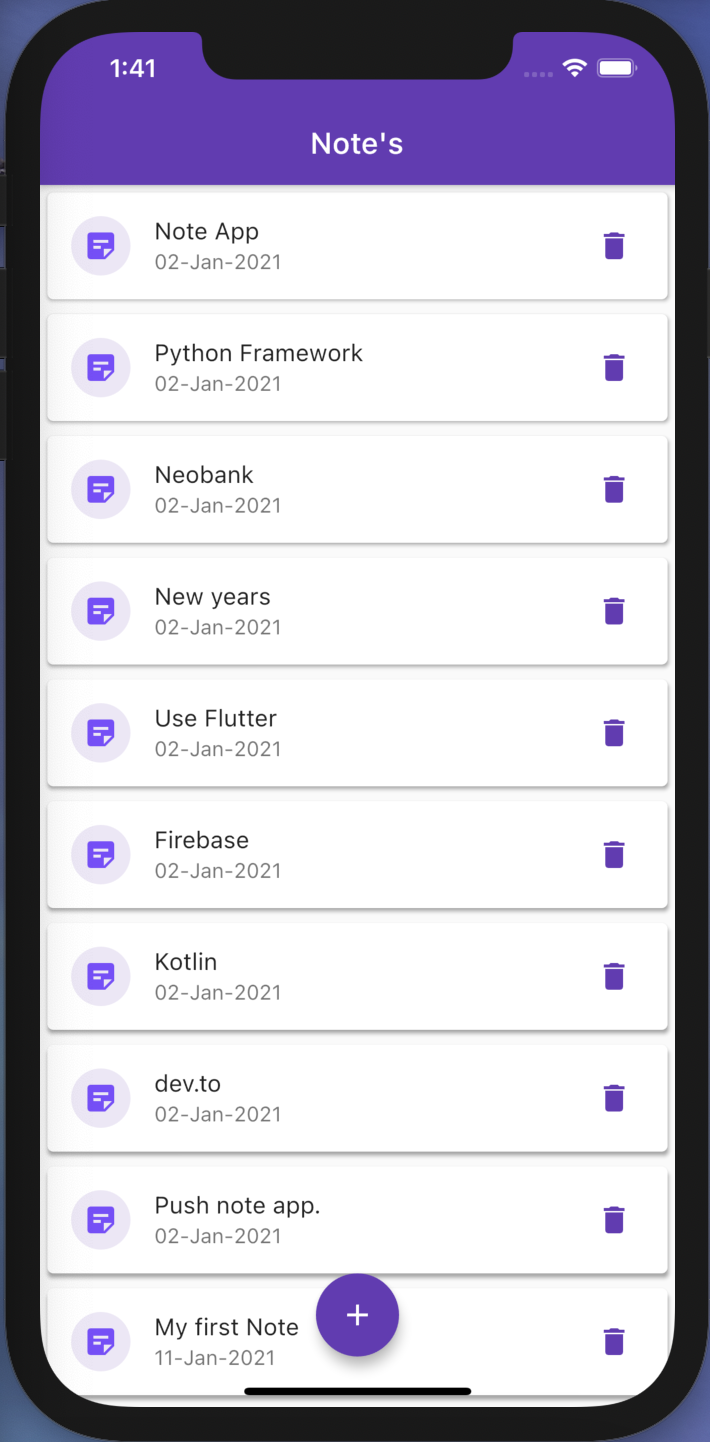 1:41
Note's
Note App
02-Jan-2021
Python Framework
02-Jan-2021
Neobank
02-Jan-2021
New years
02-Jan-2021
Use Flutter
02-Jan-2021
Firebase
02-Jan-2021
Kotlin
02-Jan-2021
dev.to
02-Jan-2021
Push note app.
02-Jan-2021
My first Note
11-Jan-2021